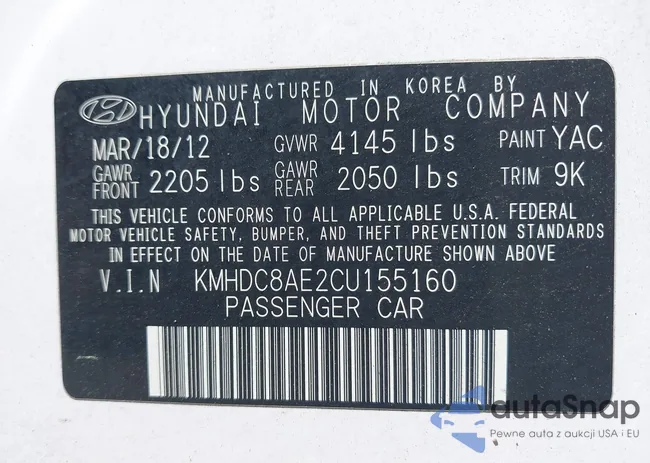 MANUFACTURED IN KOREA BY
HYUNDAI MOTOR COMPANY
MAR/18/12 GVWR 4145 lbs PAINT YAC
GAWR FRONT 2205 lbs GAWR REAR 2050 lbs TRIM 9K
THIS VEHICLE CONFORMS TO ALL APPLICABLE U.S.A. FEDERAL
MOTOR VEHICLE SAFETY, BUMPER, AND THEFT PREVENTION STANDARDS
IN EFFECT ON THE DATE OF MANUFACTURE SHOWN ABOVE
V.I.N KMHDC8AE2CU155160
PASSENGER CAR
autaSnap
Pewne auta z aukcji USA i EU